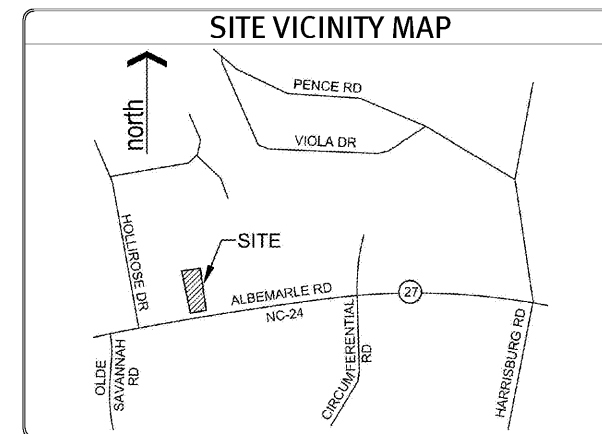 SITE VICINITY MAP
north
PENCE RD
VIOLA DR
HOLLIROSE DR
SITE
ALBEMARLE RD
NC-24
27
OLDE
SAVANNAH
RD
CIRCUMFERENTIAL
RD
HARRISBURG RD